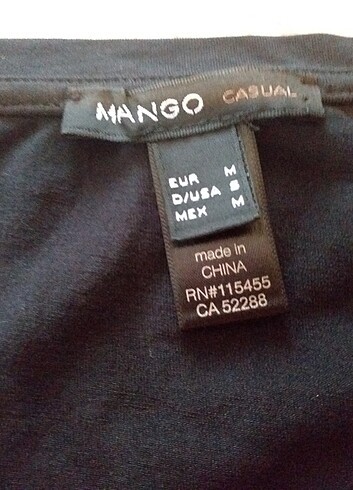 MANGO CASUAL
EUR M
D/USA S
MEX M
made in
CHINA
RN#115455
CA 52288